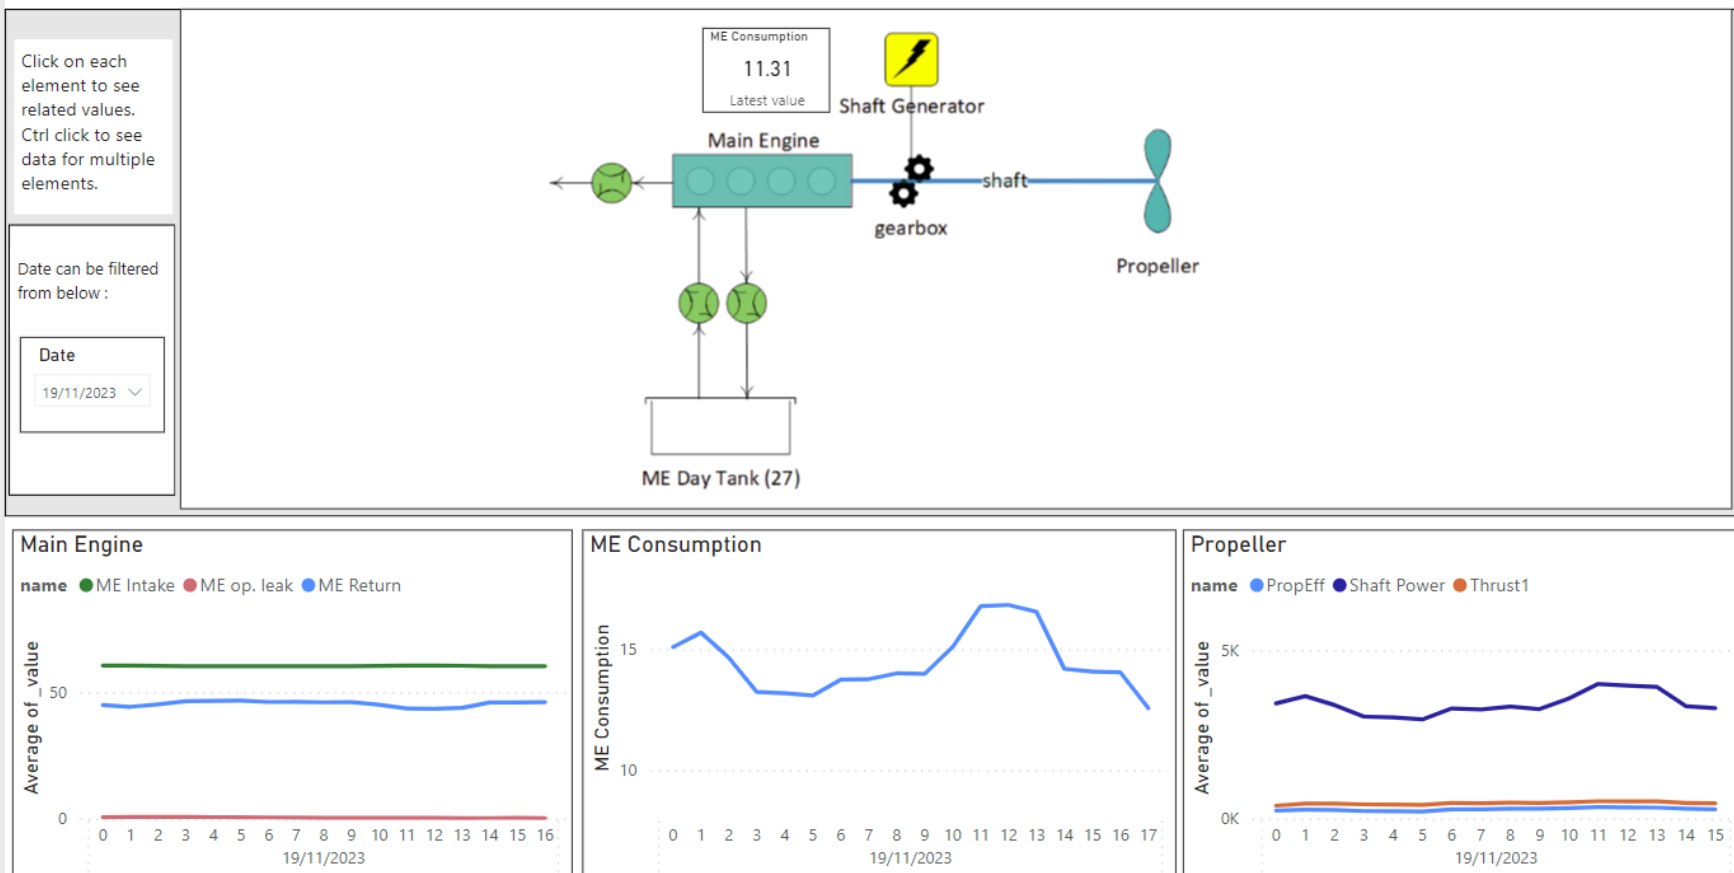 Click on each
element to see
related values.
Ctrl click to see
data for multiple
elements.
Date can be filtered
from below :
Date
19/11/2023
ME Consumption
11.31
Latest value
Shaft Generator
Main Engine
shaft
gearbox
Propeller
ME Day Tank (27)
Main Engine
name ME Intake ME op. leak ME Return
Average of _value
50
0
0 1 2 3 4 5 6 7 8 9 10 11 12 13 14 15 16
19/11/2023
ME Consumption
ME Consumption
15
10
0 1 2 3 4 5 6 7 8 9 10 11 12 13 14 15 16 17
19/11/2023
Propeller
name PropEff Shaft Power Thrust1
Average of _value
5K
0K
0 1 2 3 4 5 6 7 8 9 10 11 12 13 14 15
19/11/2023